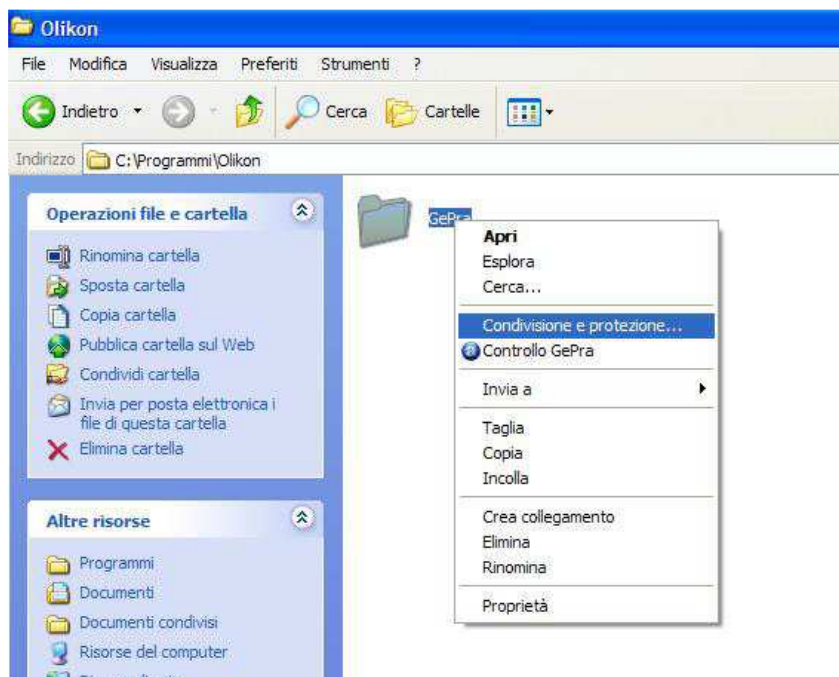 Olikon
File Modifica Visualizza Preferiti Strumenti ?
Indietro Cerca Cartelle
Indirizzo C:\Programmi\Olikon
Operazioni file e cartella
Rinomina cartella
Sposta cartella
Copia cartella
Pubblica cartella sul Web
Condividi cartella
Invia per posta elettronica i
file di questa cartella
Elimina cartella
Altre risorse
Programmi
Documenti
Documenti condivisi
Risorse del computer
GePra
Apri
Esplora
Cerca...
Condivisione e protezione...
Controllo GePra
Invia a
Taglia
Copia
Incolla
Crea collegamento
Elimina
Rinomina
Proprietà